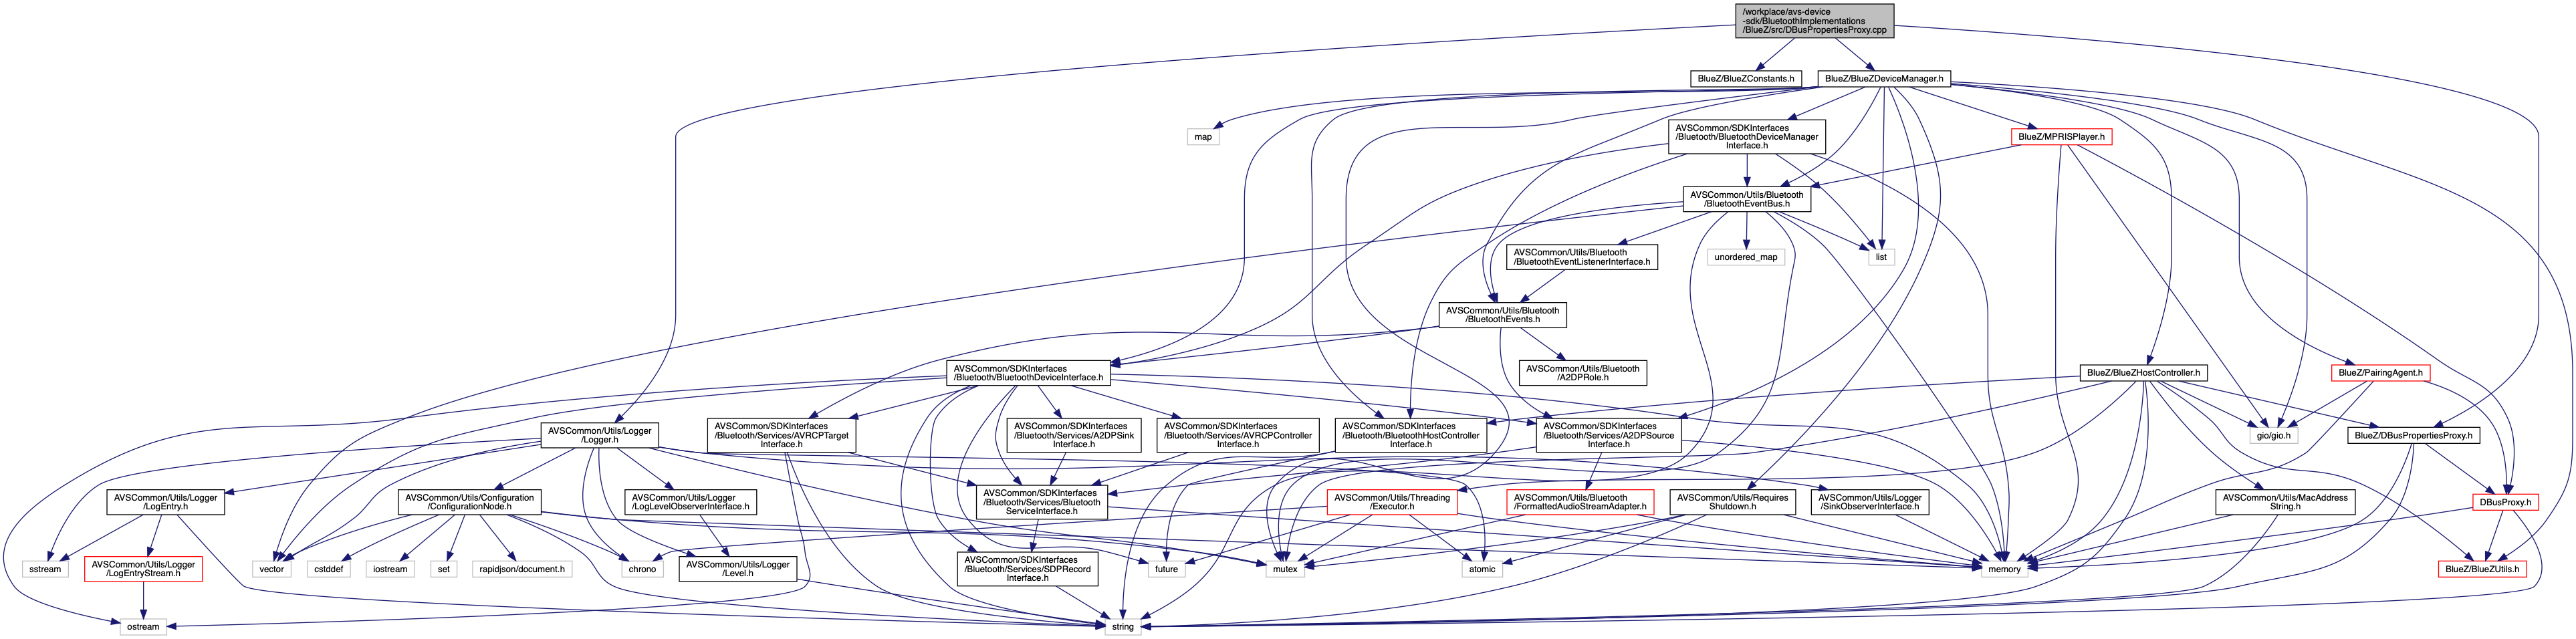 /workplace/avs-device
-sdk/BluetoothImplementations
/BlueZ/src/DBusPropertiesProxy.cpp
BlueZ/BlueZConstants.h
BlueZ/BlueZDeviceManager.h
map
AVSCommon/SDKInterfaces
/Bluetooth/BluetoothDeviceManager
Interface.h
BlueZ/MPRISPlayer.h
AVSCommon/Utils/Bluetooth
/BluetoothEventBus.h
AVSCommon/Utils/Bluetooth
/BluetoothEventListenerInterface.h
unordered_map
list
AVSCommon/Utils/Bluetooth
/BluetoothEvents.h
AVSCommon/SDKInterfaces
/Bluetooth/BluetoothDeviceInterface.h
AVSCommon/Utils/Bluetooth
/A2DPRole.h
BlueZ/BlueZHostController.h
BlueZ/PairingAgent.h
AVSCommon/Utils/Logger
/Logger.h
AVSCommon/SDKInterfaces
/Bluetooth/Services/AVRCPTarget
Interface.h
AVSCommon/SDKInterfaces
/Bluetooth/Services/A2DPSink
Interface.h
AVSCommon/SDKInterfaces
/Bluetooth/Services/AVRCPController
Interface.h
AVSCommon/SDKInterfaces
/Bluetooth/BluetoothHostController
Interface.h
AVSCommon/SDKInterfaces
/Bluetooth/Services/A2DPSource
Interface.h
gio/gio.h
BlueZ/DBusPropertiesProxy.h
AVSCommon/Utils/Logger
/LogEntry.h
AVSCommon/Utils/Configuration
/ConfigurationNode.h
AVSCommon/Utils/Logger
/LogLevelObserverInterface.h
AVSCommon/SDKInterfaces
/Bluetooth/Services/Bluetooth
ServiceInterface.h
AVSCommon/Utils/Threading
/Executor.h
AVSCommon/Utils/Bluetooth
/FormattedAudioStreamAdapter.h
AVSCommon/Utils/Requires
Shutdown.h
AVSCommon/Utils/Logger
/SinkObserverInterface.h
AVSCommon/Utils/MacAddress
String.h
DBusProxy.h
sstream
AVSCommon/Utils/Logger
/LogEntryStream.h
vector
cstddef
iostream
set
rapidjson/document.h
chrono
AVSCommon/Utils/Logger
/Level.h
AVSCommon/SDKInterfaces
/Bluetooth/Services/SDPRecord
Interface.h
future
mutex
atomic
memory
BlueZ/BlueZUtils.h
ostream
string